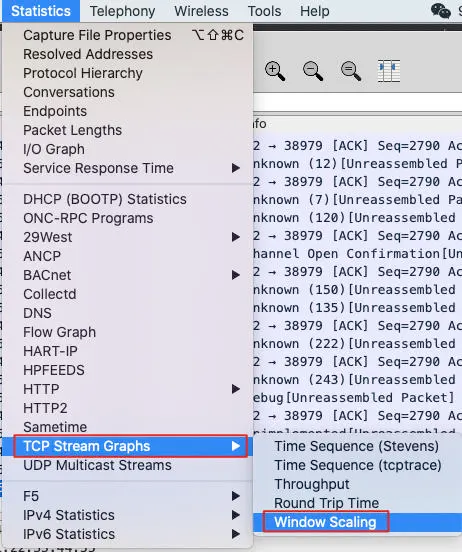 Statistics Telephony Wireless Tools Help
Capture File Properties ⌥⇧⌘C
Resolved Addresses
Protocol Hierarchy
Conversations
Endpoints
Packet Lengths
I/O Graph
Service Response Time
DHCP (BOOTP) Statistics
ONC-RPC Programs
29West
ANCP
BACnet
Collectd
DNS
Flow Graph
HART-IP
HPFEEDS
HTTP
HTTP2
Sametime
TCP Stream Graphs
UDP Multicast Streams
F5
IPv4 Statistics
IPv6 Statistics
nfo
2 → 38979 [ACK] Seq=2790 Ac
nknown (12)[Unreassembled P
2 → 38979 [ACK] Seq=2790 Ac
nknown (7)[Unreassembled Pa
nknown (120)[Unreassembled
2 → 38979 [ACK] Seq=2790 Ac
hannel Open Confirmation[Un
2 → 38979 [ACK] Seq=2790 Ac
nknown (150)[Unreassembled
nknown (135)[Unreassembled
2 → 38979 [ACK] Seq=2790 Ac
nknown (222)[Unreassembled
2 → 38979 [ACK] Seq=2790 Ac
nknown (243)[Unreassembled
ebug[Unreassembled Packet]
2 → 38979 [ACK] Seq=2790 Ac
Time Sequence (Stevens)
Time Sequence (tcptrace)
Throughput
Round Trip Time
Window Scaling